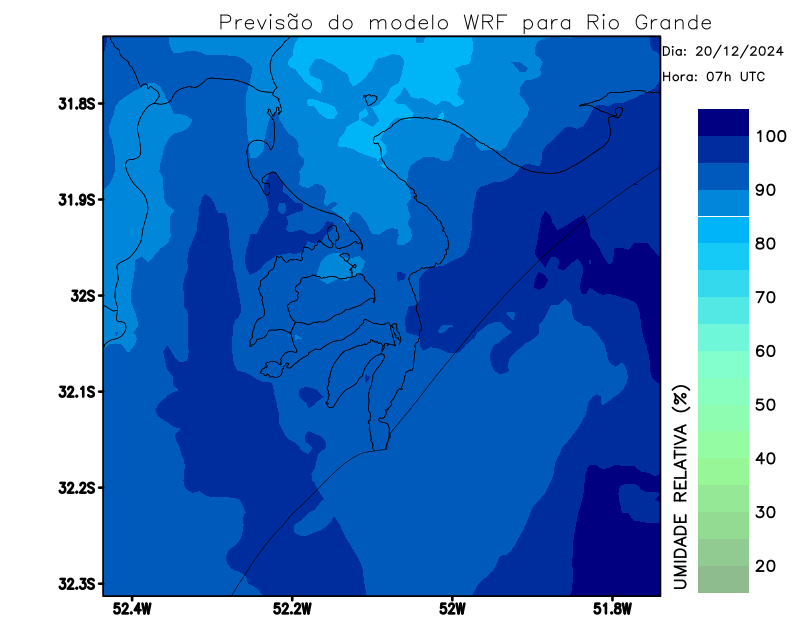 Previsão do modelo WRF para Rio Grande
Dia: 20/12/2024
Hora: 07h UTC
31.8S
31.9S
32S
32.1S
32.2S
32.3S
52.4W
52.2W
52W
51.8W
100
90
80
70
60
50
40
30
20
UMIDADE RELATIVA (%)